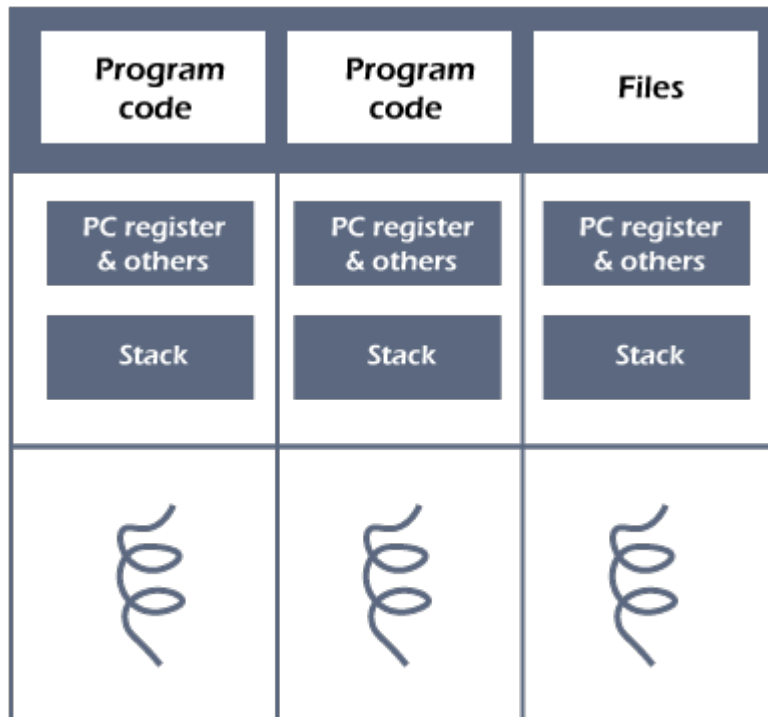 Program
code
Program
code
Files
PC register
& others
PC register
& others
PC register
& others
Stack
Stack
Stack